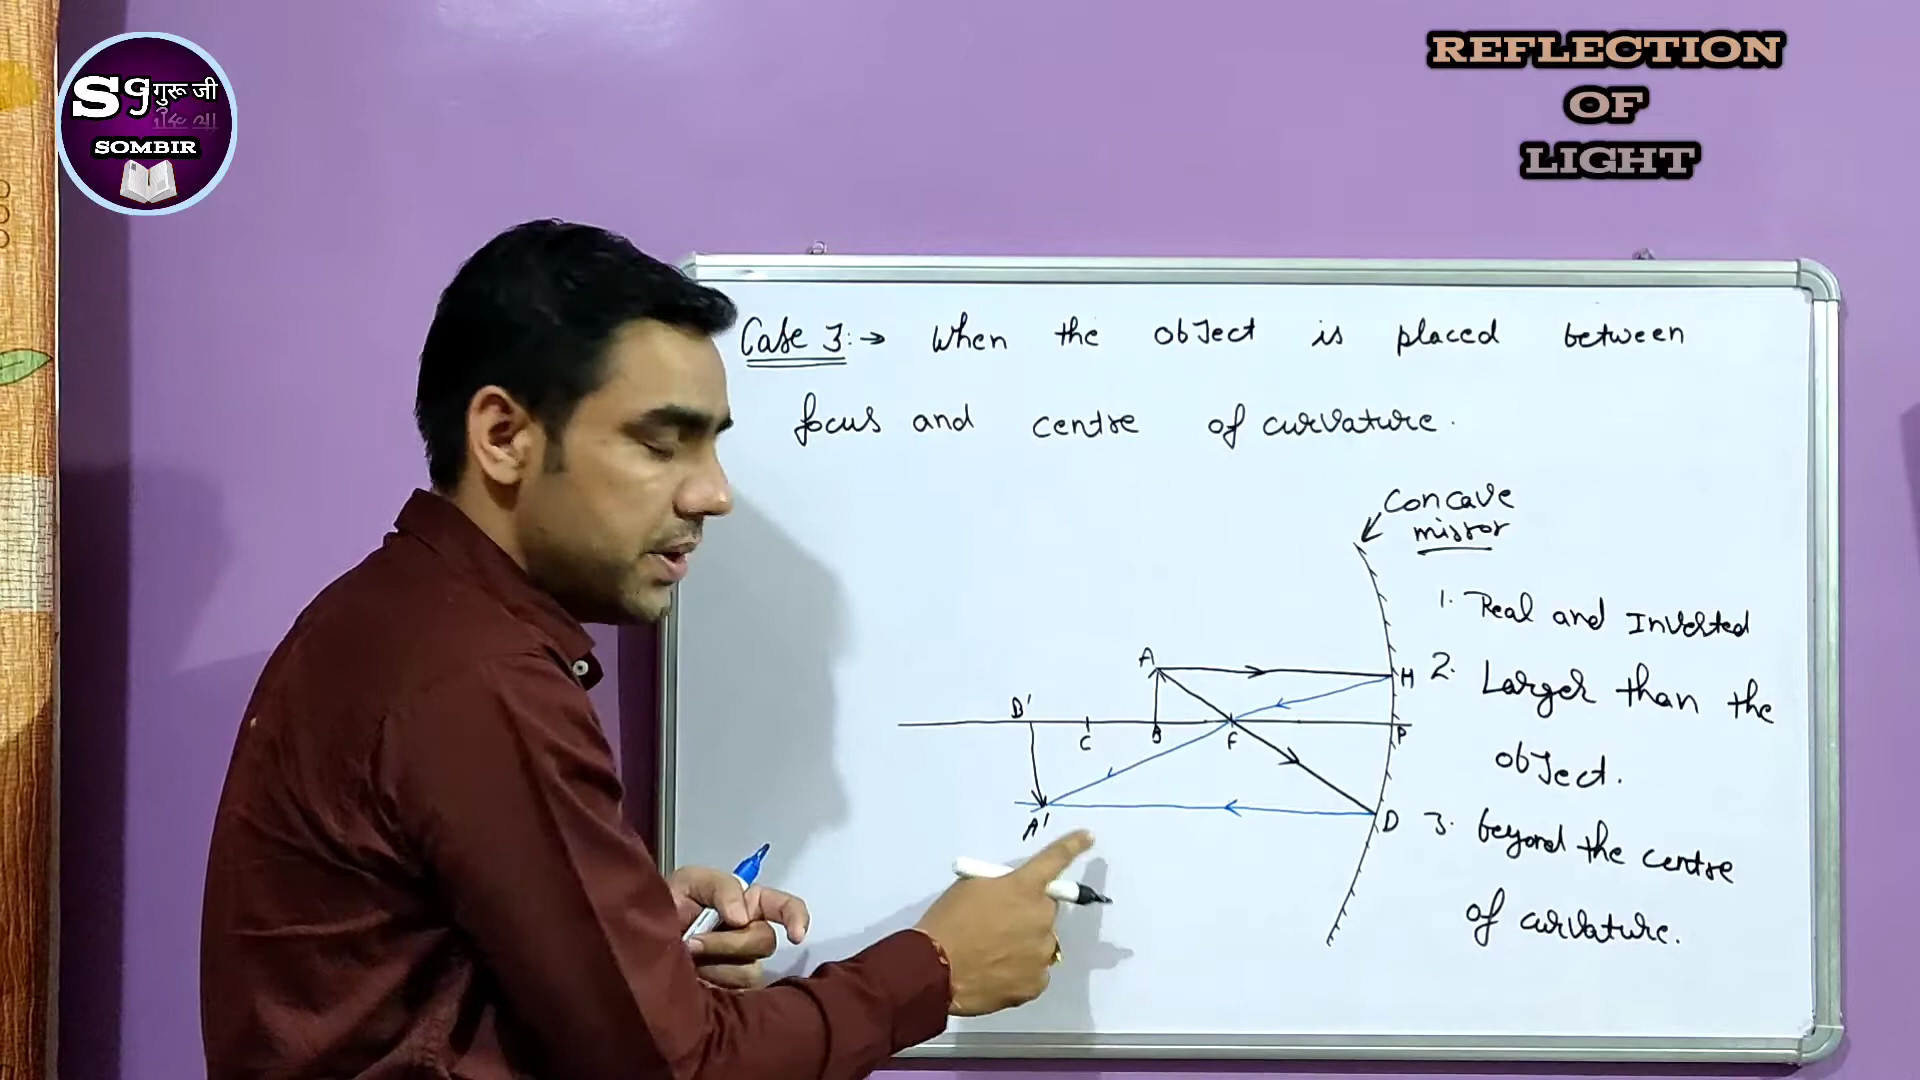 Sg गुरू जी
SOMBIR
REFLECTION
OF
LIGHT
Case 3:→ When the object is placed between
focus and centre of curvature.
Concave
mirror
1. Real and Inverted
2. Larger than the
object.
3. beyond the centre
of curvature.
A
H
B'
C
B
F
P
A'
D